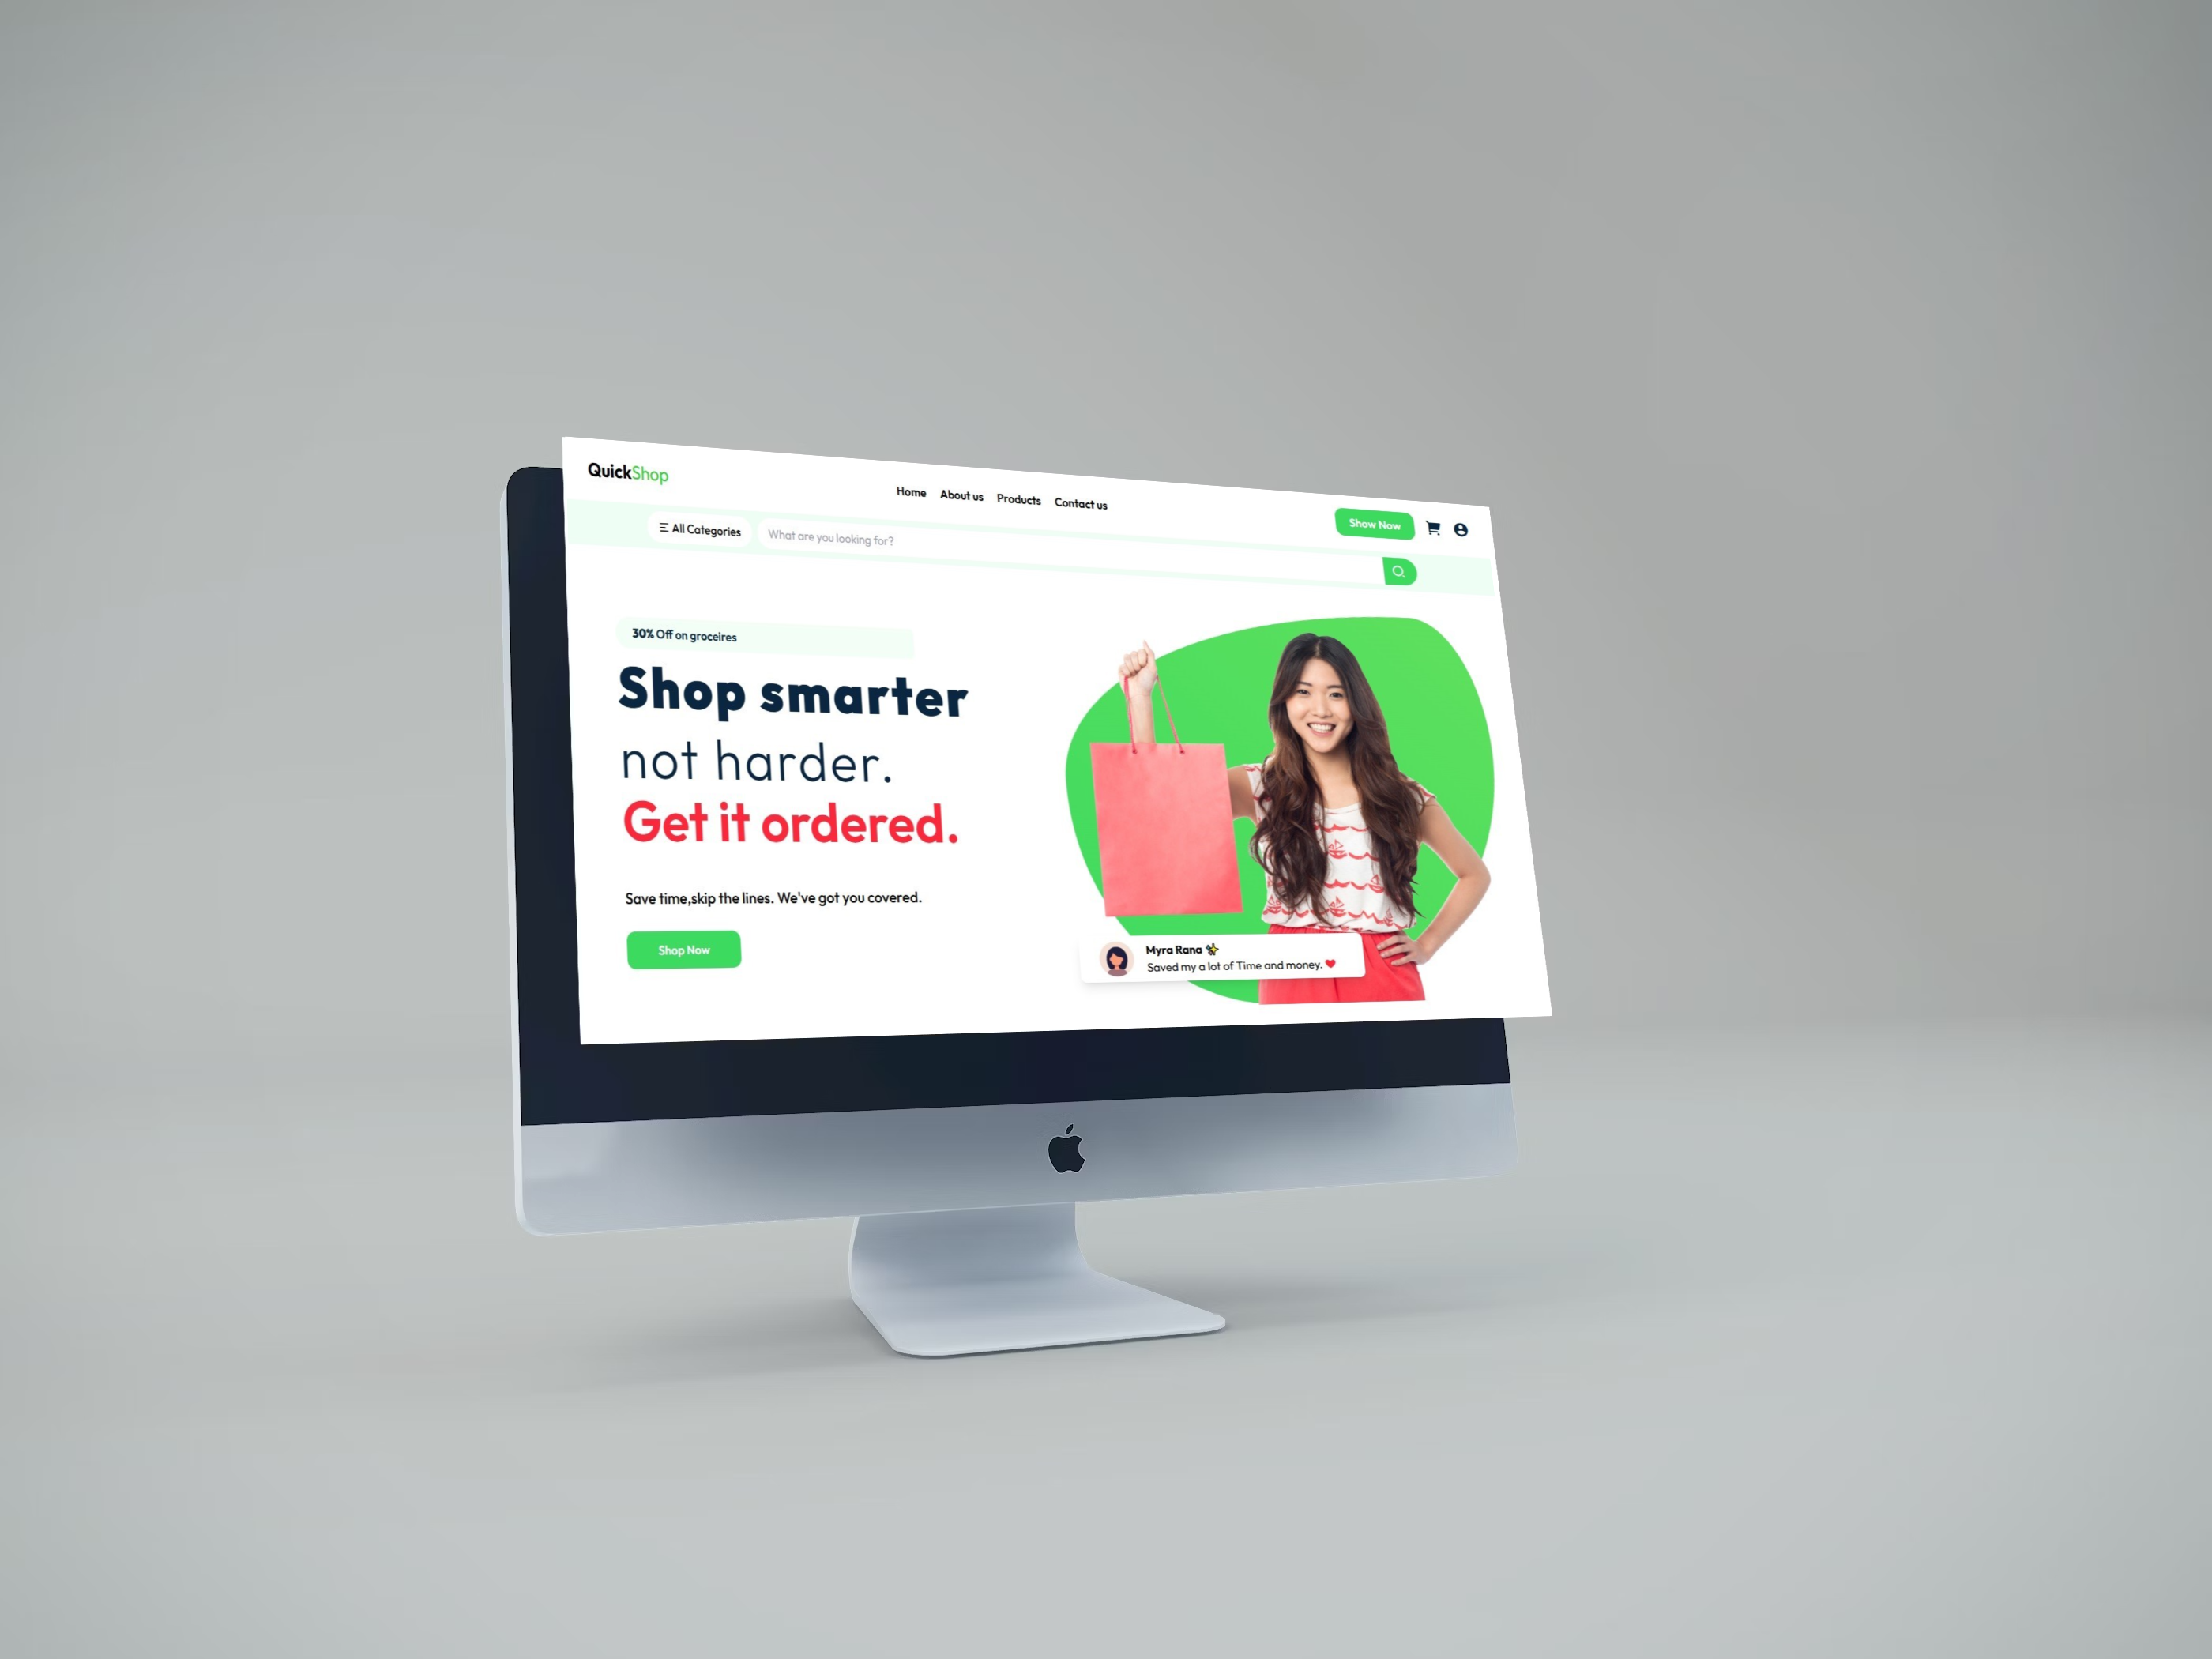 QuickShop
Home About us Products Contact us
Show Now
All Categories What are you looking for?
30% Off on groceires
Shop smarter
not harder.
Get it ordered.
Save time,skip the lines. We've got you covered.
Shop Now
Myra Rana
Saved my a lot of Time and money.